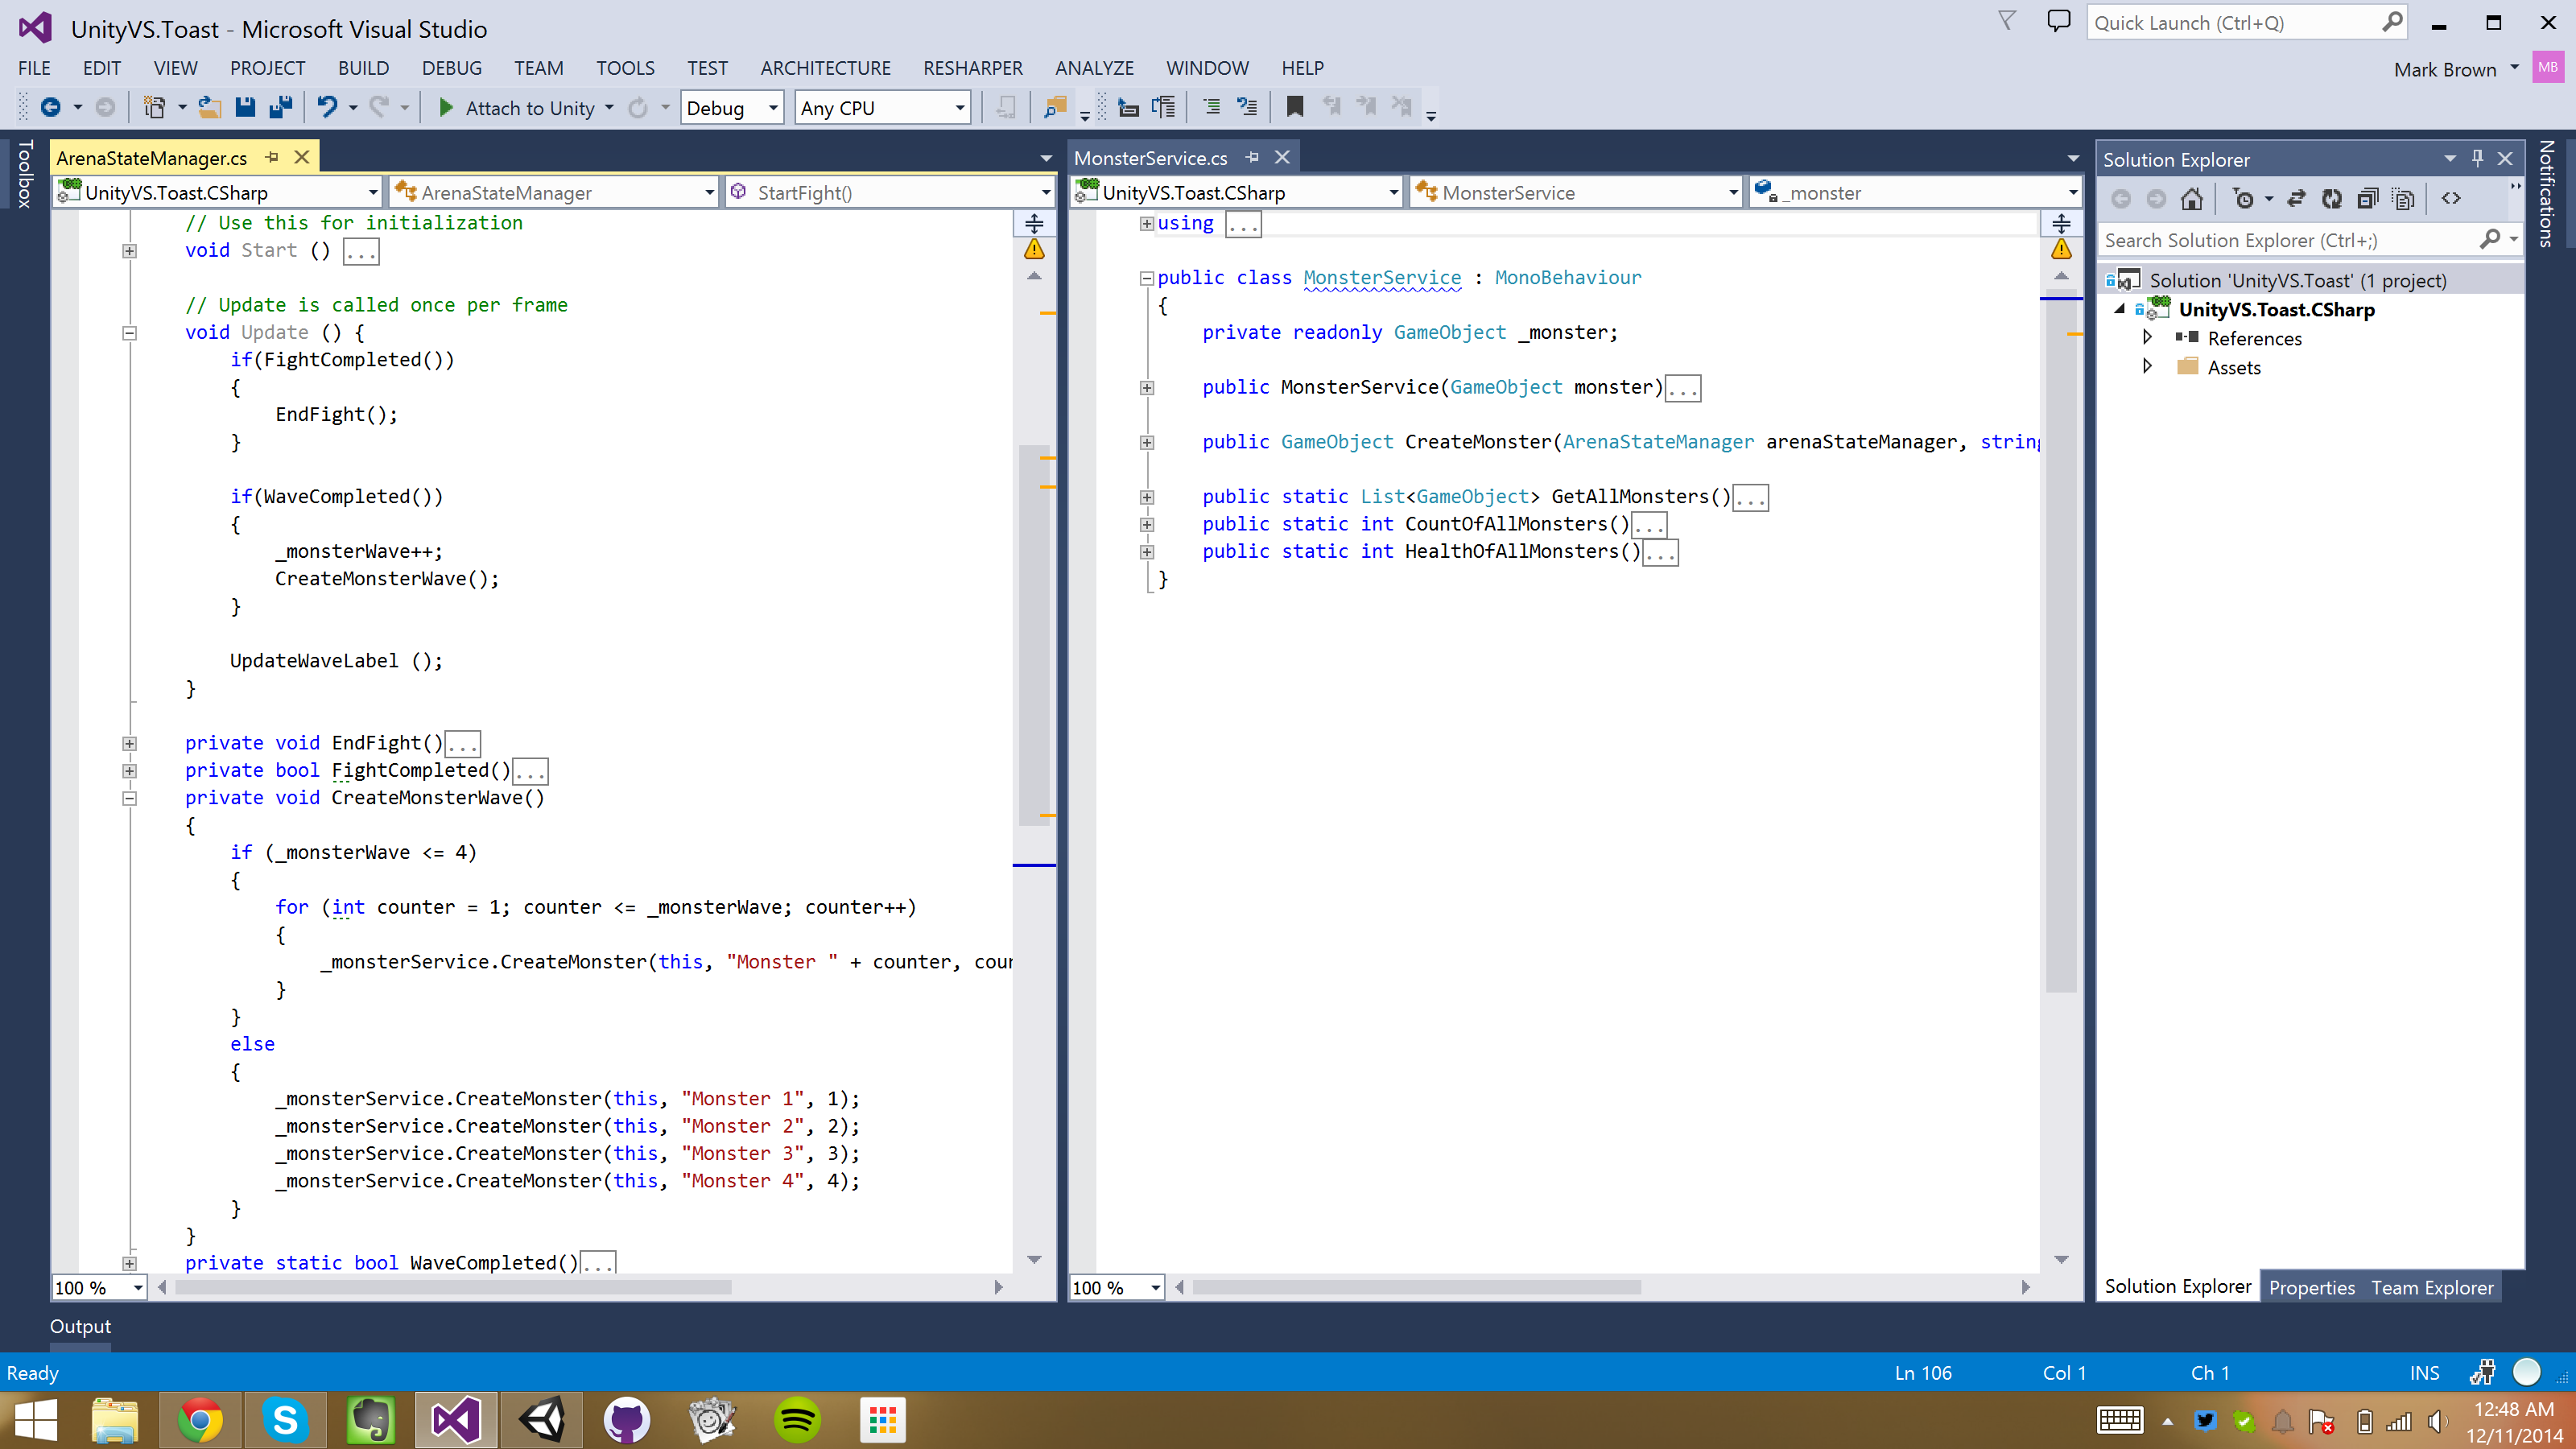 UnityVS.Toast - Microsoft Visual Studio
Quick Launch (Ctrl+Q)
FILE EDIT VIEW PROJECT BUILD DEBUG TEAM TOOLS TEST ARCHITECTURE RESHARPER ANALYZE WINDOW HELP
Mark Brown MB
Attach to Unity Debug Any CPU
Toolbox
ArenaStateManager.cs
UnityVS.Toast.CSharp ArenaStateManager StartFight()
// Use this for initialization
void Start () ...
// Update is called once per frame
void Update () {
if(FightCompleted())
{
EndFight();
}
if(WaveCompleted())
{
_monsterWave++;
CreateMonsterWave();
}
UpdateWaveLabel ();
}
private void EndFight()...
private bool FightCompleted()...
private void CreateMonsterWave()
{
if (_monsterWave <= 4)
{
for (int counter = 1; counter <= _monsterWave; counter++)
{
_monsterService.CreateMonster(this, "Monster " + counter, cour
}
}
else
{
_monsterService.CreateMonster(this, "Monster 1", 1);
_monsterService.CreateMonster(this, "Monster 2", 2);
_monsterService.CreateMonster(this, "Monster 3", 3);
_monsterService.CreateMonster(this, "Monster 4", 4);
}
}
private static bool WaveCompleted()...
100 %
MonsterService.cs
UnityVS.Toast.CSharp MonsterService _monster
using ...
public class MonsterService : MonoBehaviour
{
private readonly GameObject _monster;
public MonsterService(GameObject monster)...
public GameObject CreateMonster(ArenaStateManager arenaStateManager, string
public static List<GameObject> GetAllMonsters()...
public static int CountOfAllMonsters()...
public static int HealthOfAllMonsters()...
}
100 %
Solution Explorer
Search Solution Explorer (Ctrl+;)
Solution 'UnityVS.Toast' (1 project)
UnityVS.Toast.CSharp
References
Assets
Solution Explorer Properties Team Explorer
Notifications
Output
Ready Ln 106 Col 1 Ch 1 INS
12:48 AM
12/11/2014